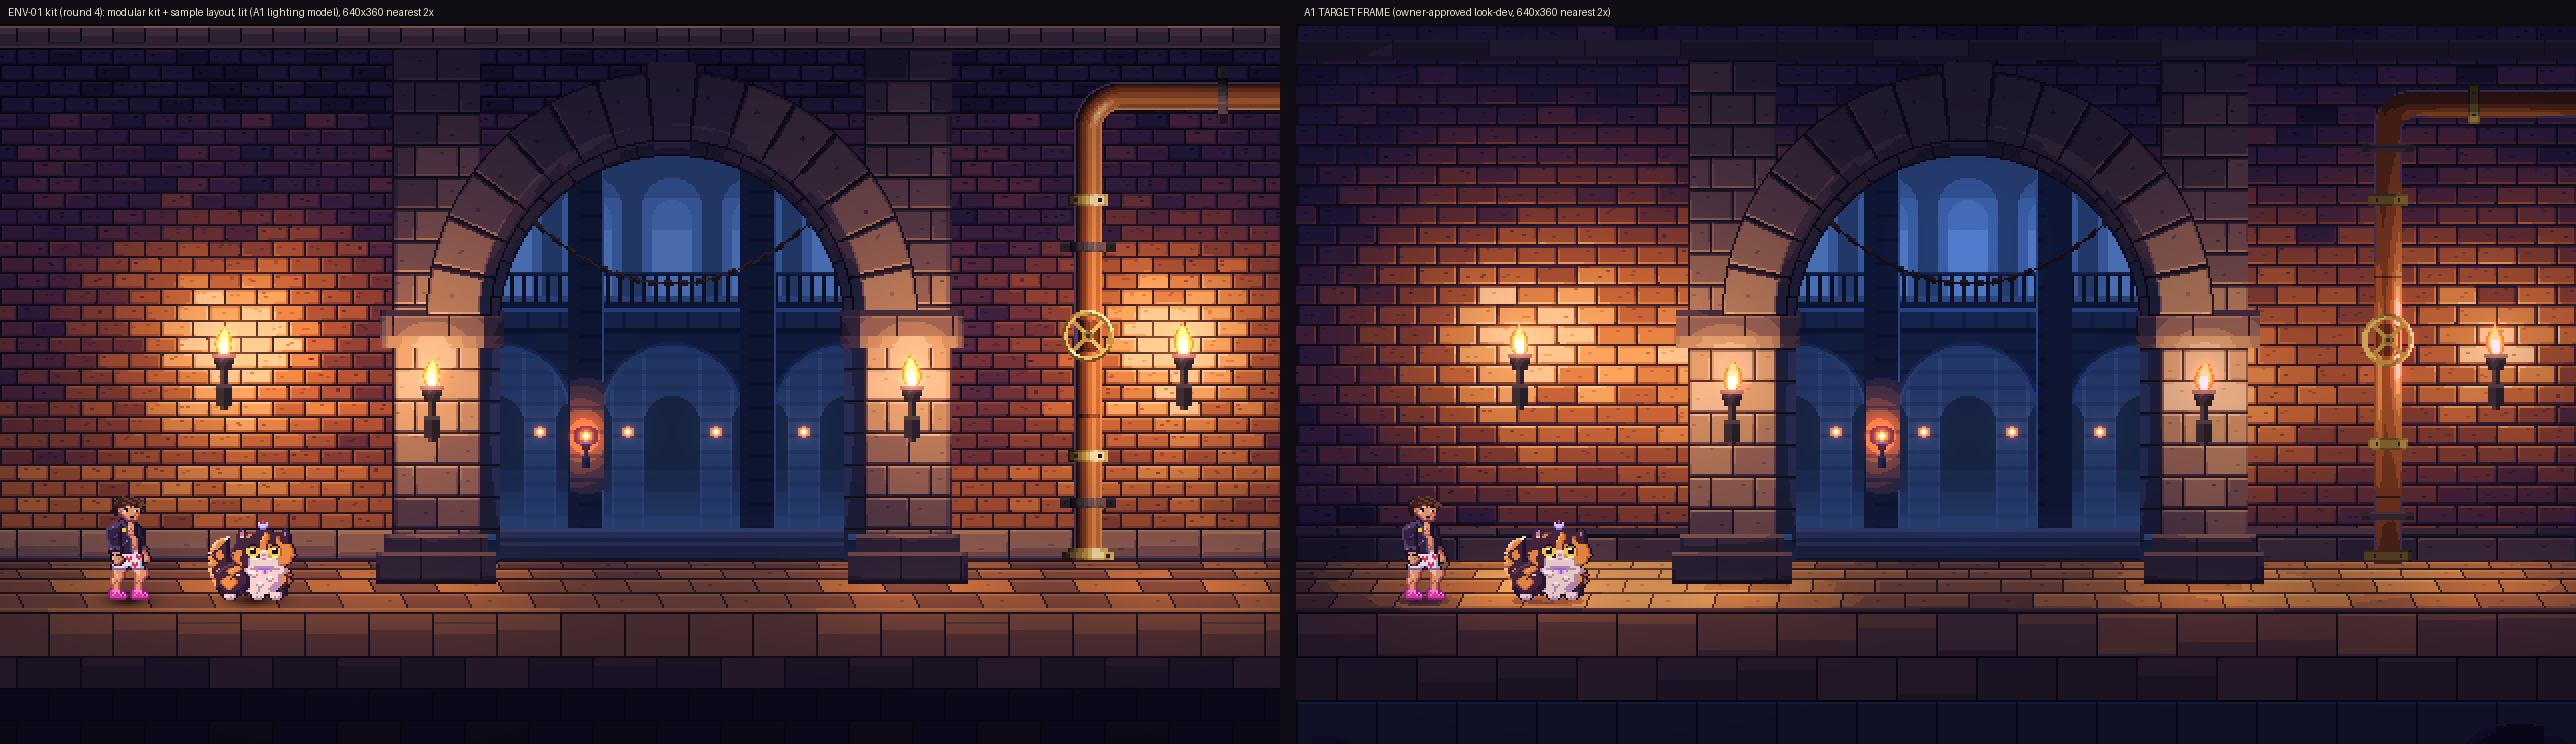 ENV-01 kit (round 4): modular kit + sample layout, lit (A1 lighting model), 640x360 nearest 2x
A1 TARGET FRAME (owner-approved look-dev, 640x360 nearest 2x)